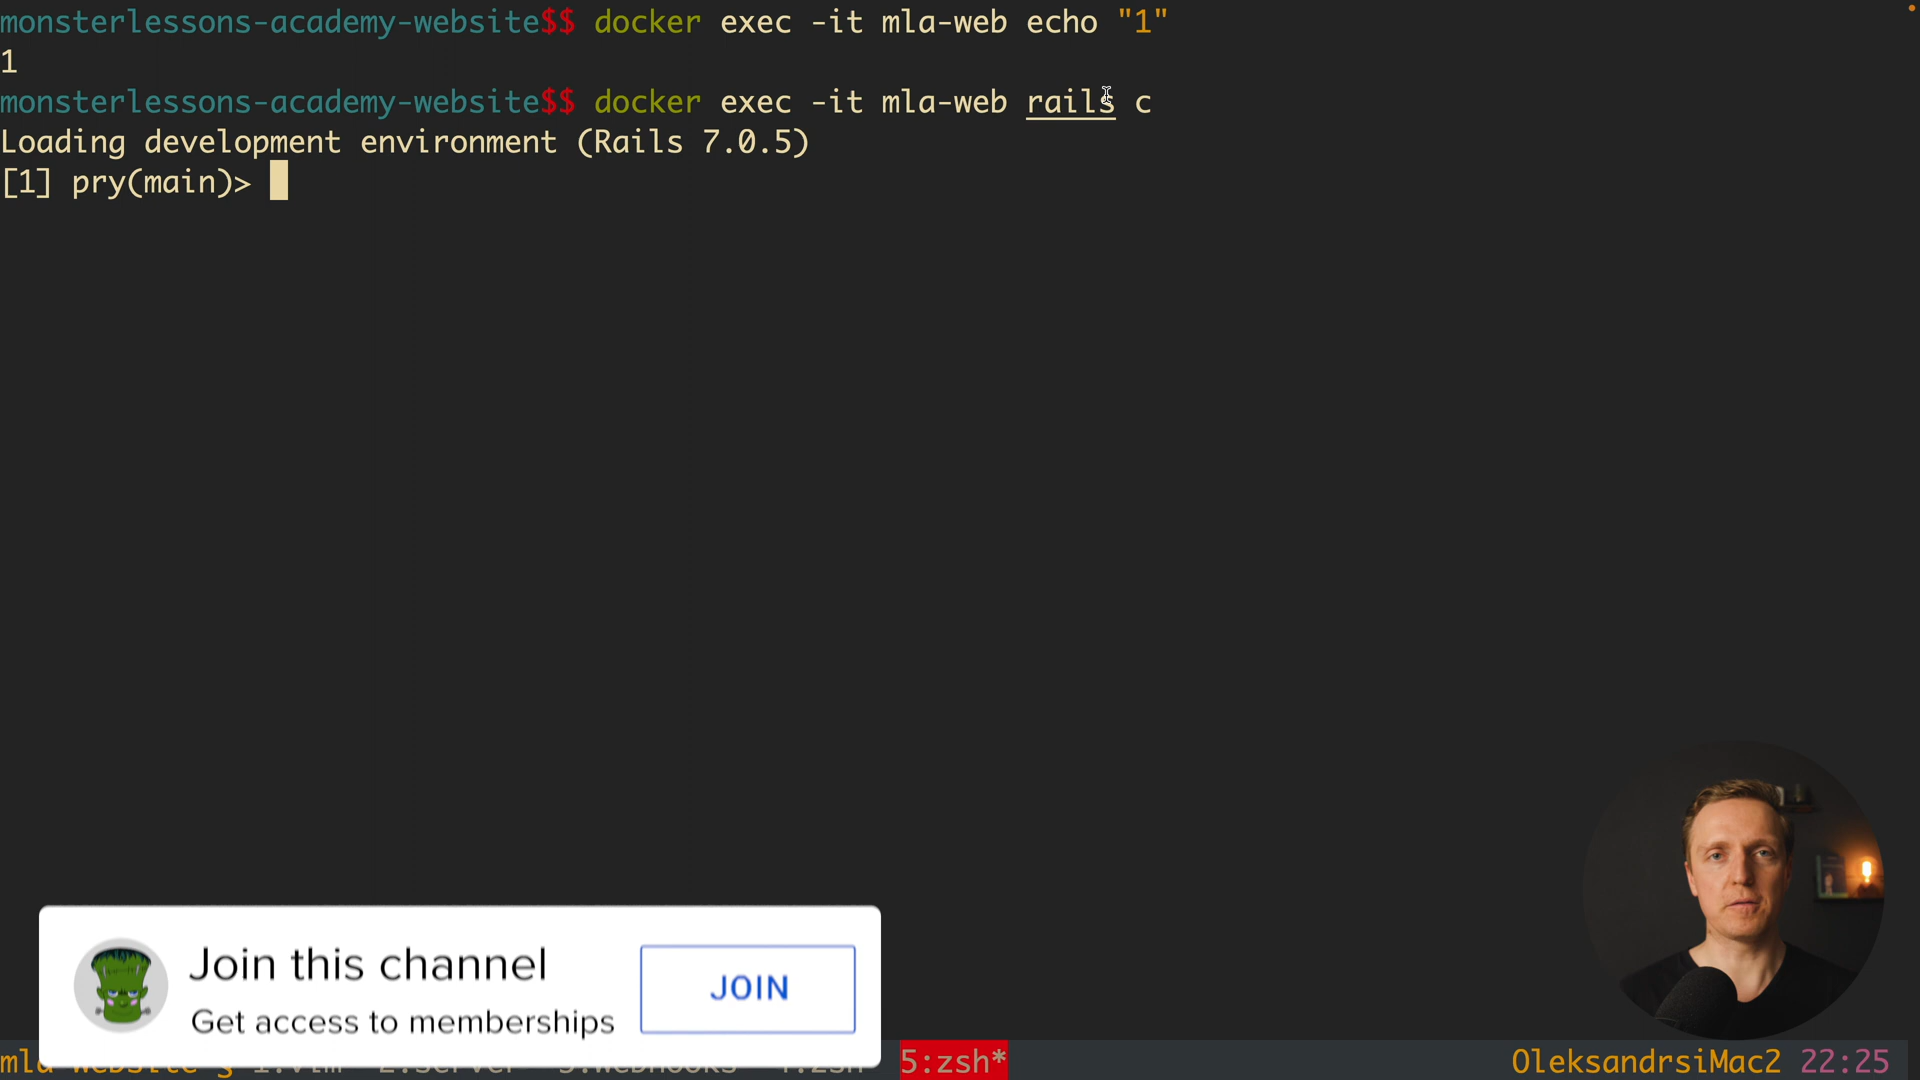 monsterlessons-academy-website$$ docker exec -it mla-web echo "1"
1
monsterlessons-academy-website$$ docker exec -it mla-web rails c
Loading development environment (Rails 7.0.5)
[1] pry(main)>
Join this channel
Get access to memberships
JOIN
5:zsh* OleksandrsiMac2 22:25